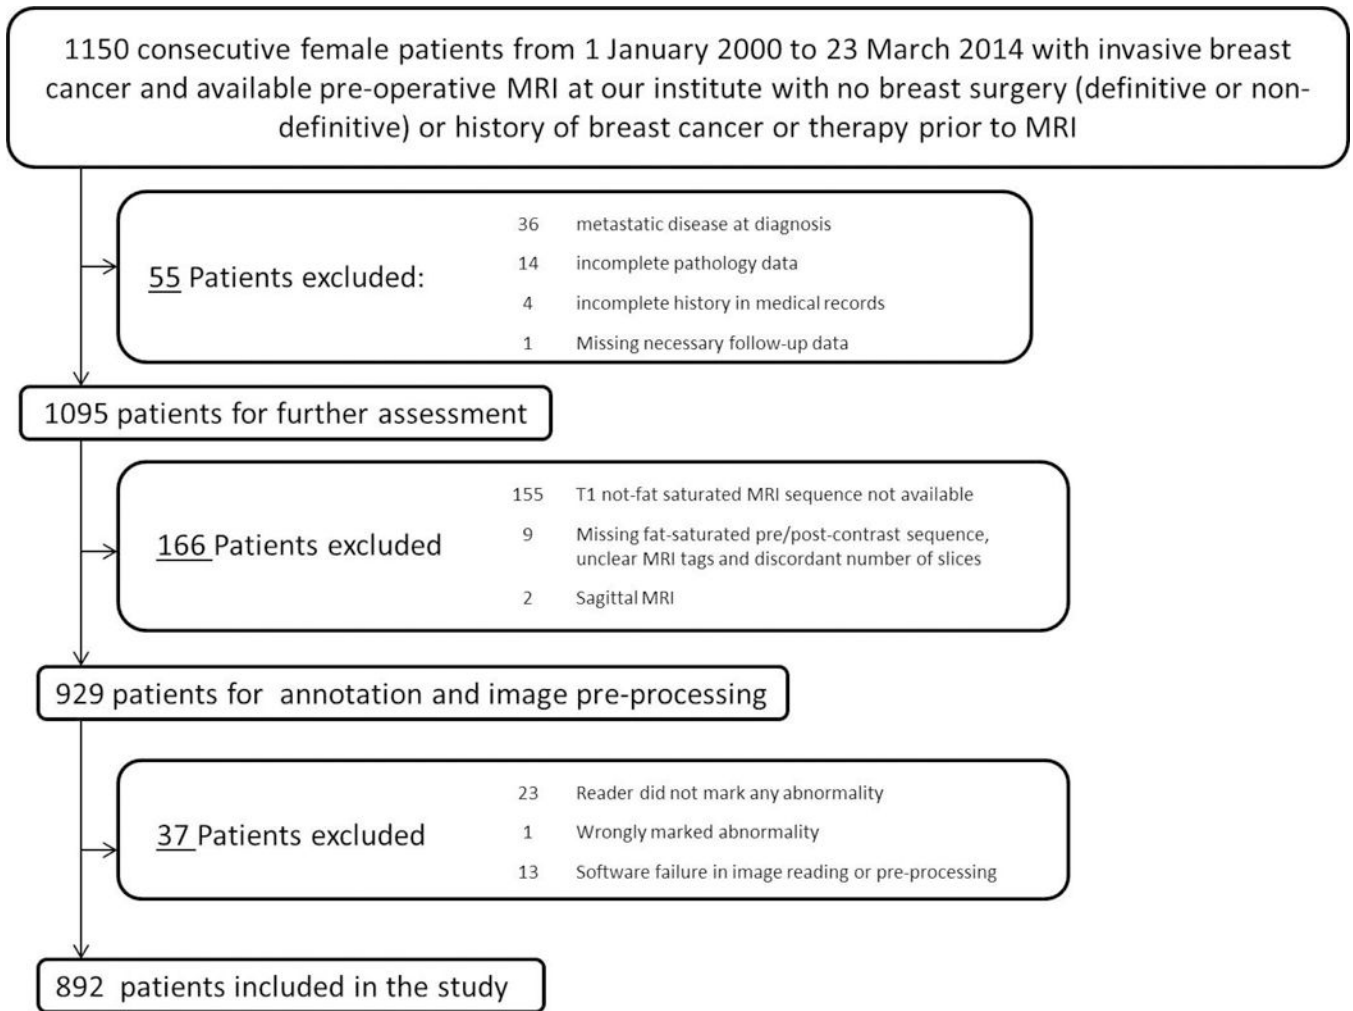 1150 consecutive female patients from 1 January 2000 to 23 March 2014 with invasive breast
cancer and available pre-operative MRI at our institute with no breast surgery (definitive or non-
definitive) or history of breast cancer or therapy prior to MRI
55 Patients excluded:
36 metastatic disease at diagnosis
14 incomplete pathology data
4 incomplete history in medical records
1 Missing necessary follow-up data
1095 patients for further assessment
166 Patients excluded
155 T1 not-fat saturated MRI sequence not available
9 Missing fat-saturated pre/post-contrast sequence,
unclear MRI tags and discordant number of slices
2 Sagittal MRI
929 patients for annotation and image pre-processing
37 Patients excluded
23 Reader did not mark any abnormality
1 Wrongly marked abnormality
13 Software failure in image reading or pre-processing
892 patients included in the study